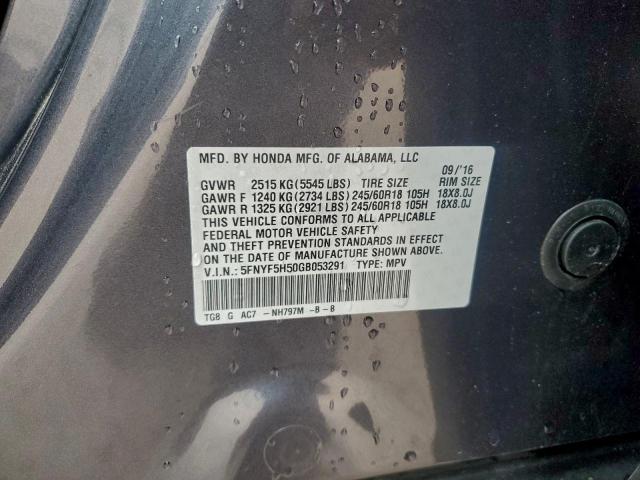 MFD. BY HONDA MFG. OF ALABAMA, LLC
09/'16
GVWR 2515 KG(5545 LBS) TIRE SIZE RIM SIZE
GAWR F 1240 KG(2734 LBS) 245/60R18 105H 18X8.0J
GAWR R 1325 KG(2921 LBS) 245/60R18 105H 18X8.0J
THIS VEHICLE CONFORMS TO ALL APPLICABLE
FEDERAL MOTOR VEHICLE SAFETY
AND THEFT PREVENTION STANDARDS IN EFFECT
ON THE DATE OF MANUFACTURE SHOWN ABOVE.
V.I.N.: 5FNYF5H50GB053291 TYPE: MPV
TG8 G AC7 -NH797M -B-B